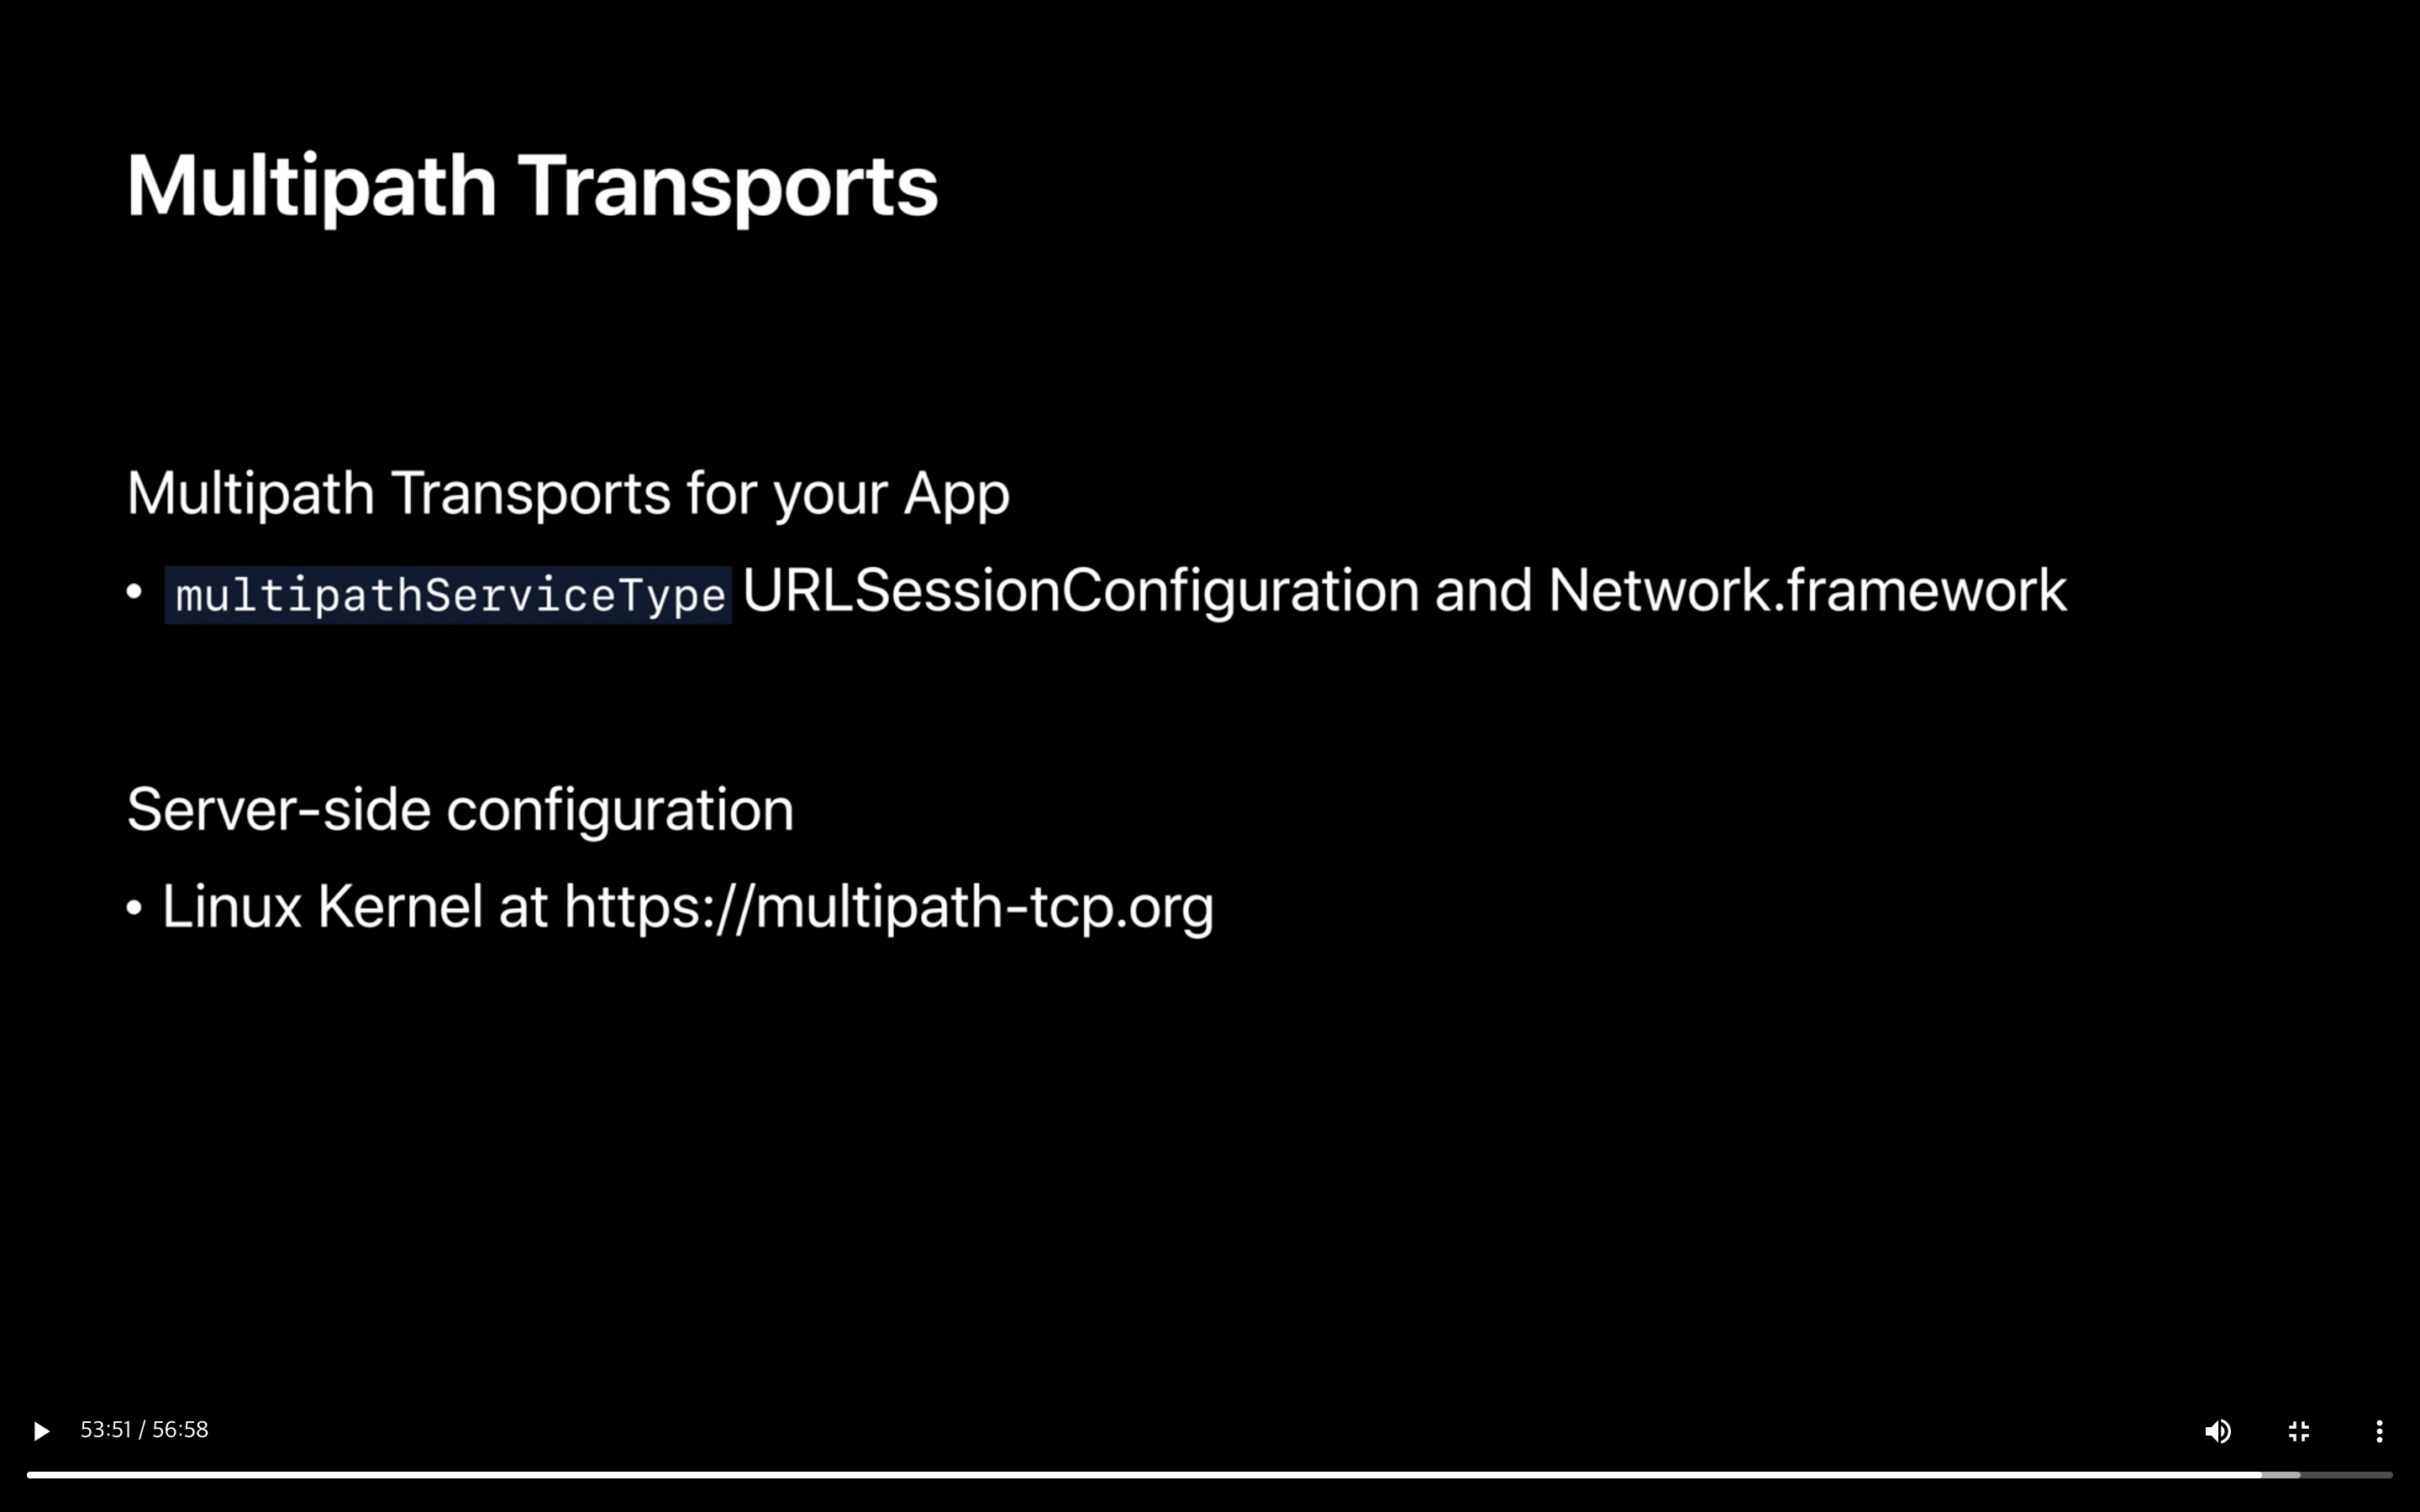 Multipath Transports
Multipath Transports for your App
• multipathServiceType URLSessionConfiguration and Network.framework
Server-side configuration
• Linux Kernel at https://multipath-tcp.org
53:51 / 56:58